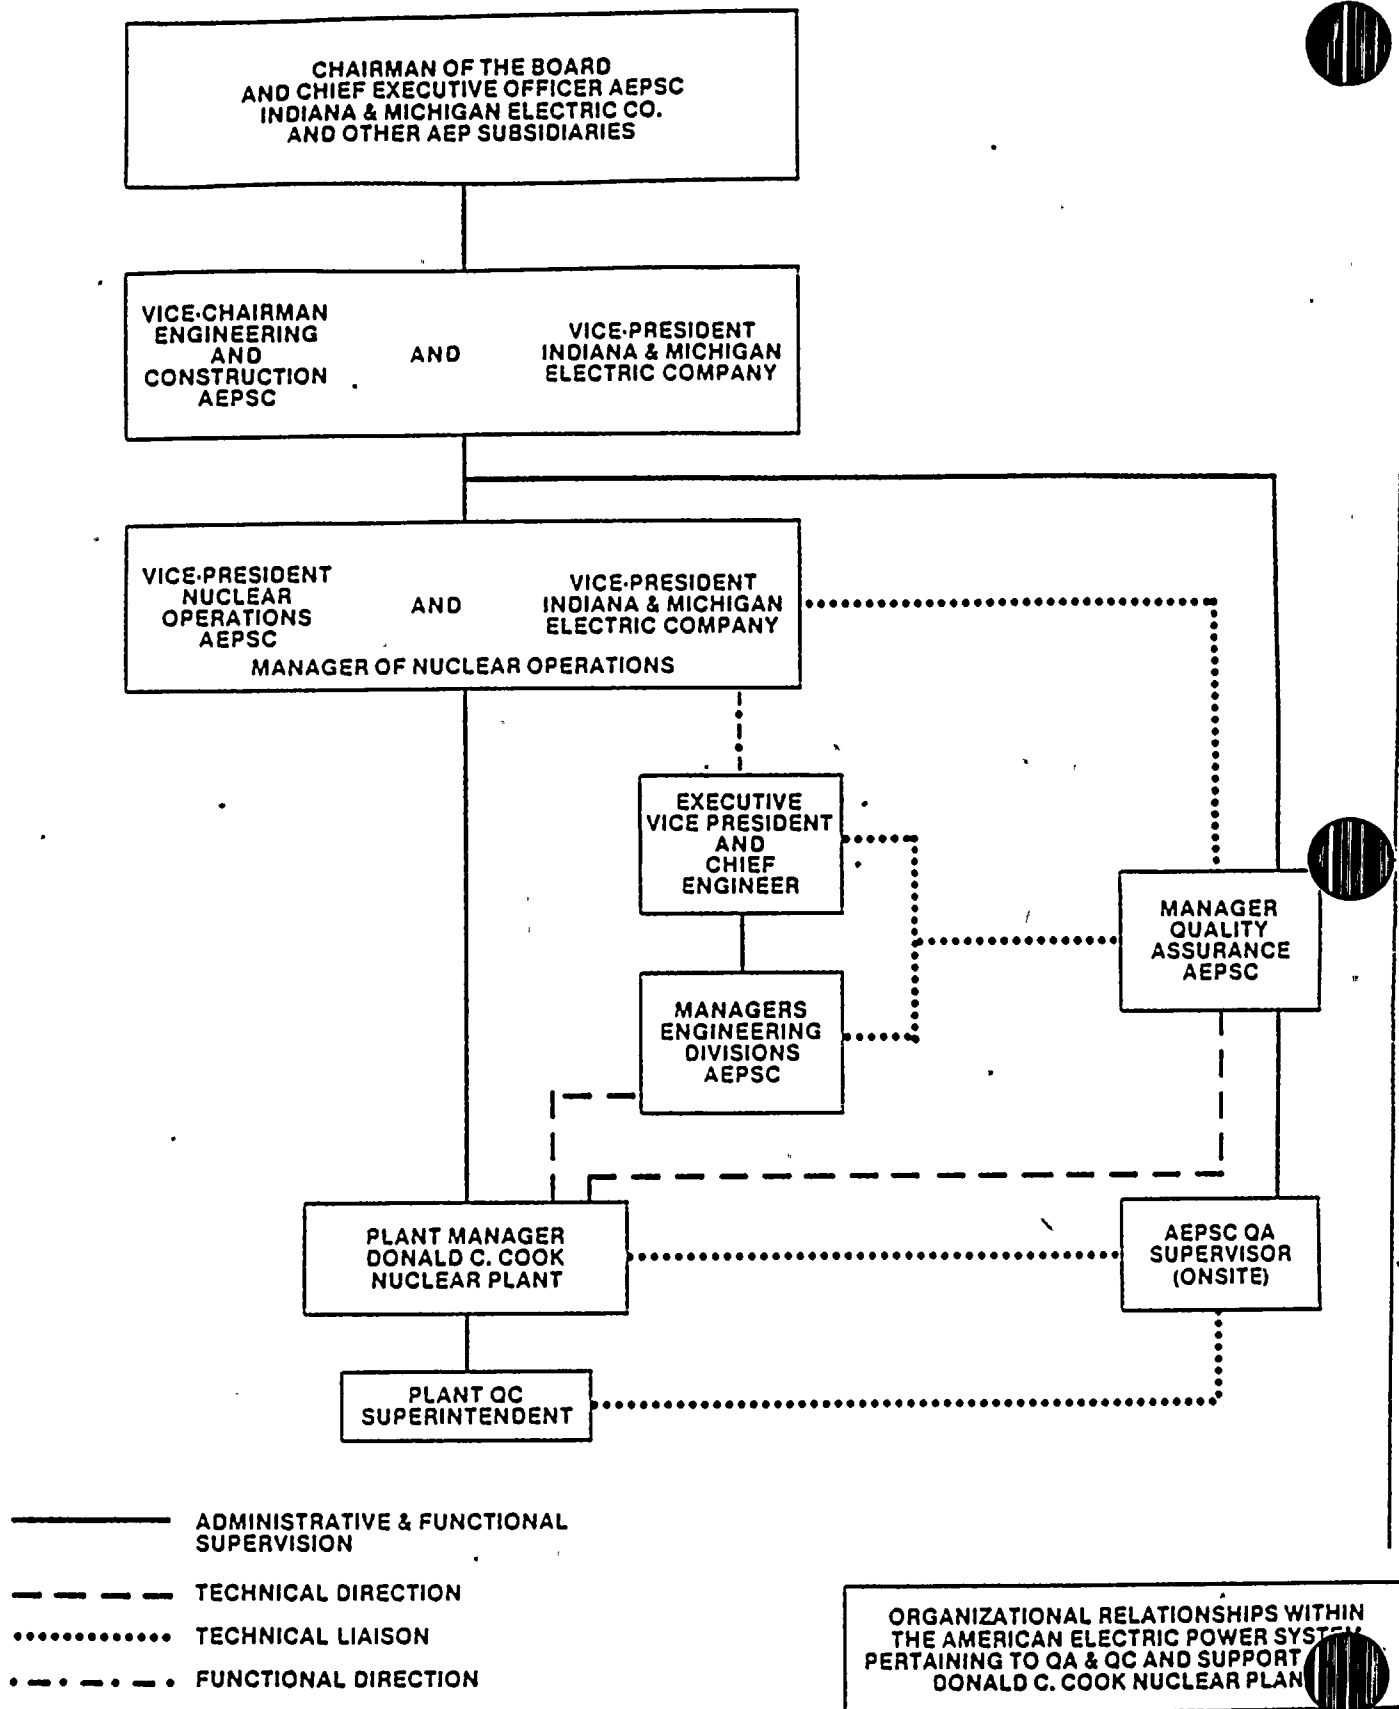 CHAIRMAN OF THE BOARD
AND CHIEF EXECUTIVE OFFICER AEPSC
INDIANA & MICHIGAN ELECTRIC CO.
AND OTHER AEP SUBSIDIARIES
VICE-CHAIRMAN
ENGINEERING
AND
CONSTRUCTION
AEPSC
AND
VICE-PRESIDENT
INDIANA & MICHIGAN
ELECTRIC COMPANY
VICE-PRESIDENT
NUCLEAR
OPERATIONS
AEPSC
AND
VICE-PRESIDENT
INDIANA & MICHIGAN
ELECTRIC COMPANY
MANAGER OF NUCLEAR OPERATIONS
EXECUTIVE
VICE PRESIDENT
AND
CHIEF
ENGINEER
MANAGER
QUALITY
ASSURANCE
AEPSC
MANAGERS
ENGINEERING
DIVISIONS
AEPSC
PLANT MANAGER
DONALD C. COOK
NUCLEAR PLANT
AEPSC QA
SUPERVISOR
(ONSITE)
PLANT QC
SUPERINTENDENT
ADMINISTRATIVE & FUNCTIONAL
SUPERVISION
TECHNICAL DIRECTION
TECHNICAL LIAISON
FUNCTIONAL DIRECTION
ORGANIZATIONAL RELATIONSHIPS WITHIN
THE AMERICAN ELECTRIC POWER SYSTEM
PERTAINING TO QA & QC AND SUPPORT
DONALD C. COOK NUCLEAR PLAN